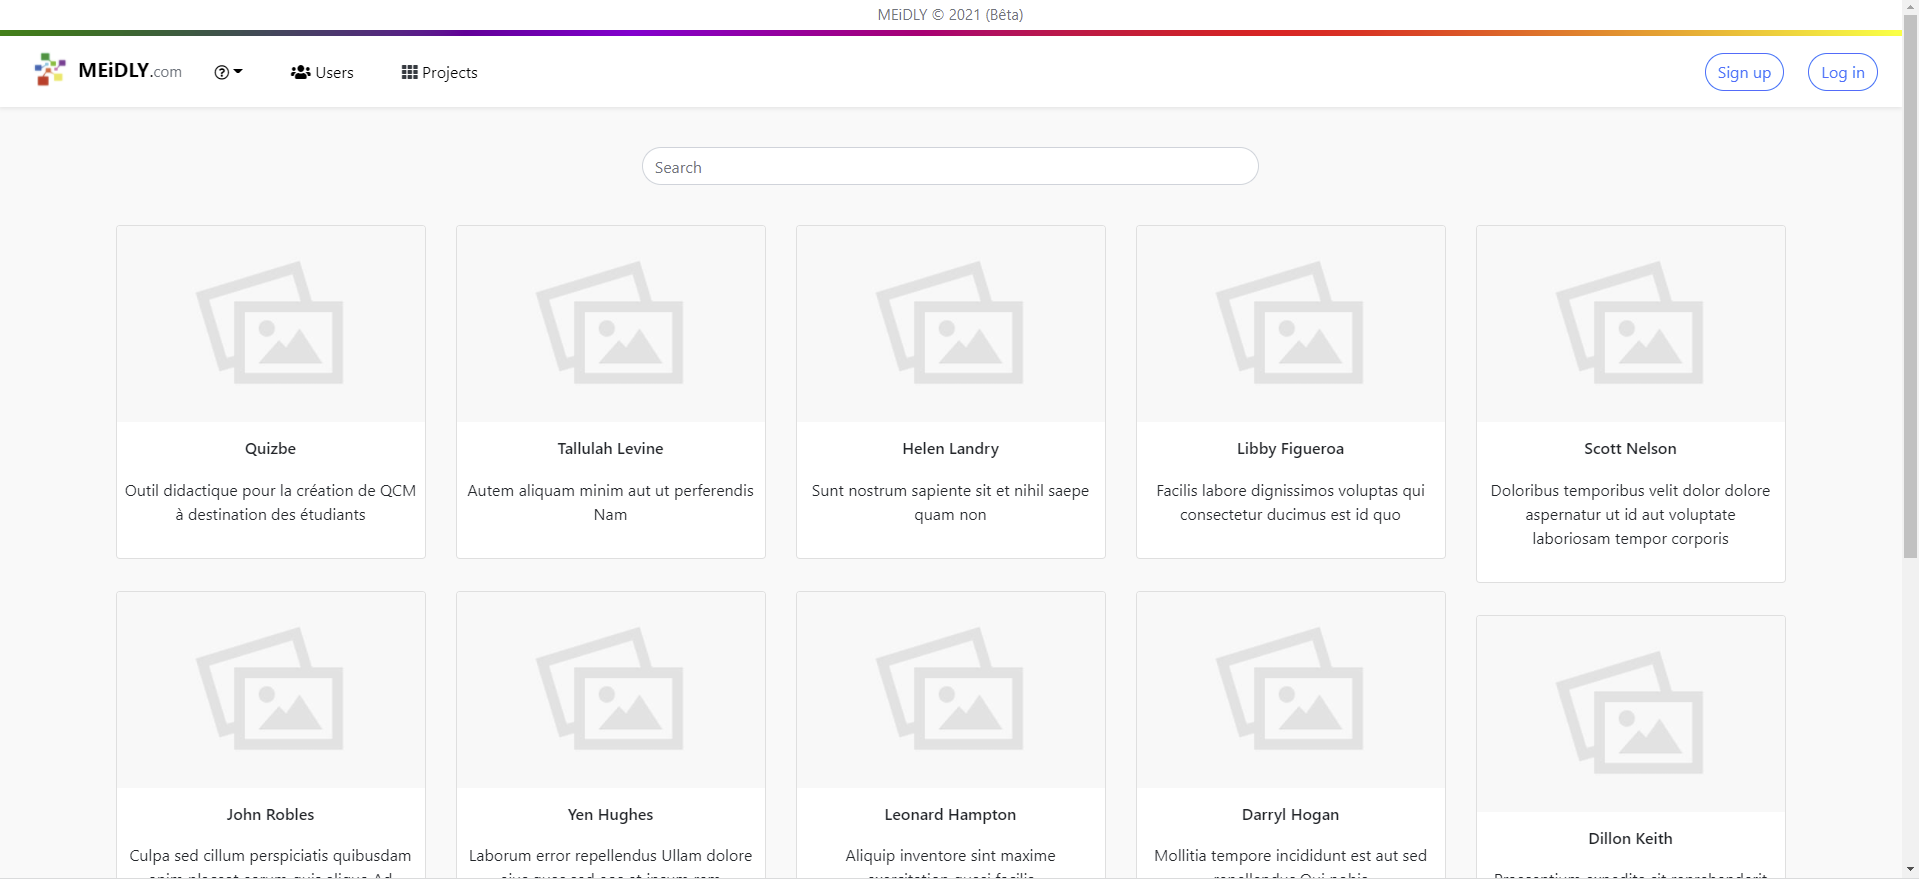 MEiDLY © 2021 (Bêta)
MEiDLY.com
Users
Projects
Sign up
Log in
Search
Quizbe
Outil didactique pour la création de QCM
à destination des étudiants
Tallulah Levine
Autem aliquam minim aut ut perferendis
Nam
Helen Landry
Sunt nostrum sapiente sit et nihil saepe
quam non
Libby Figueroa
Facilis labore dignissimos voluptas qui
consectetur ducimus est id quo
Scott Nelson
Doloribus temporibus velit dolor dolore
aspernatur ut id aut voluptate
laboriosam tempor corporis
John Robles
Culpa sed cillum perspiciatis quibusdam
Yen Hughes
Laborum error repellendus Ullam dolore
Leonard Hampton
Aliquip inventore sint maxime
Darryl Hogan
Mollitia tempore incididunt est aut sed
Dillon Keith